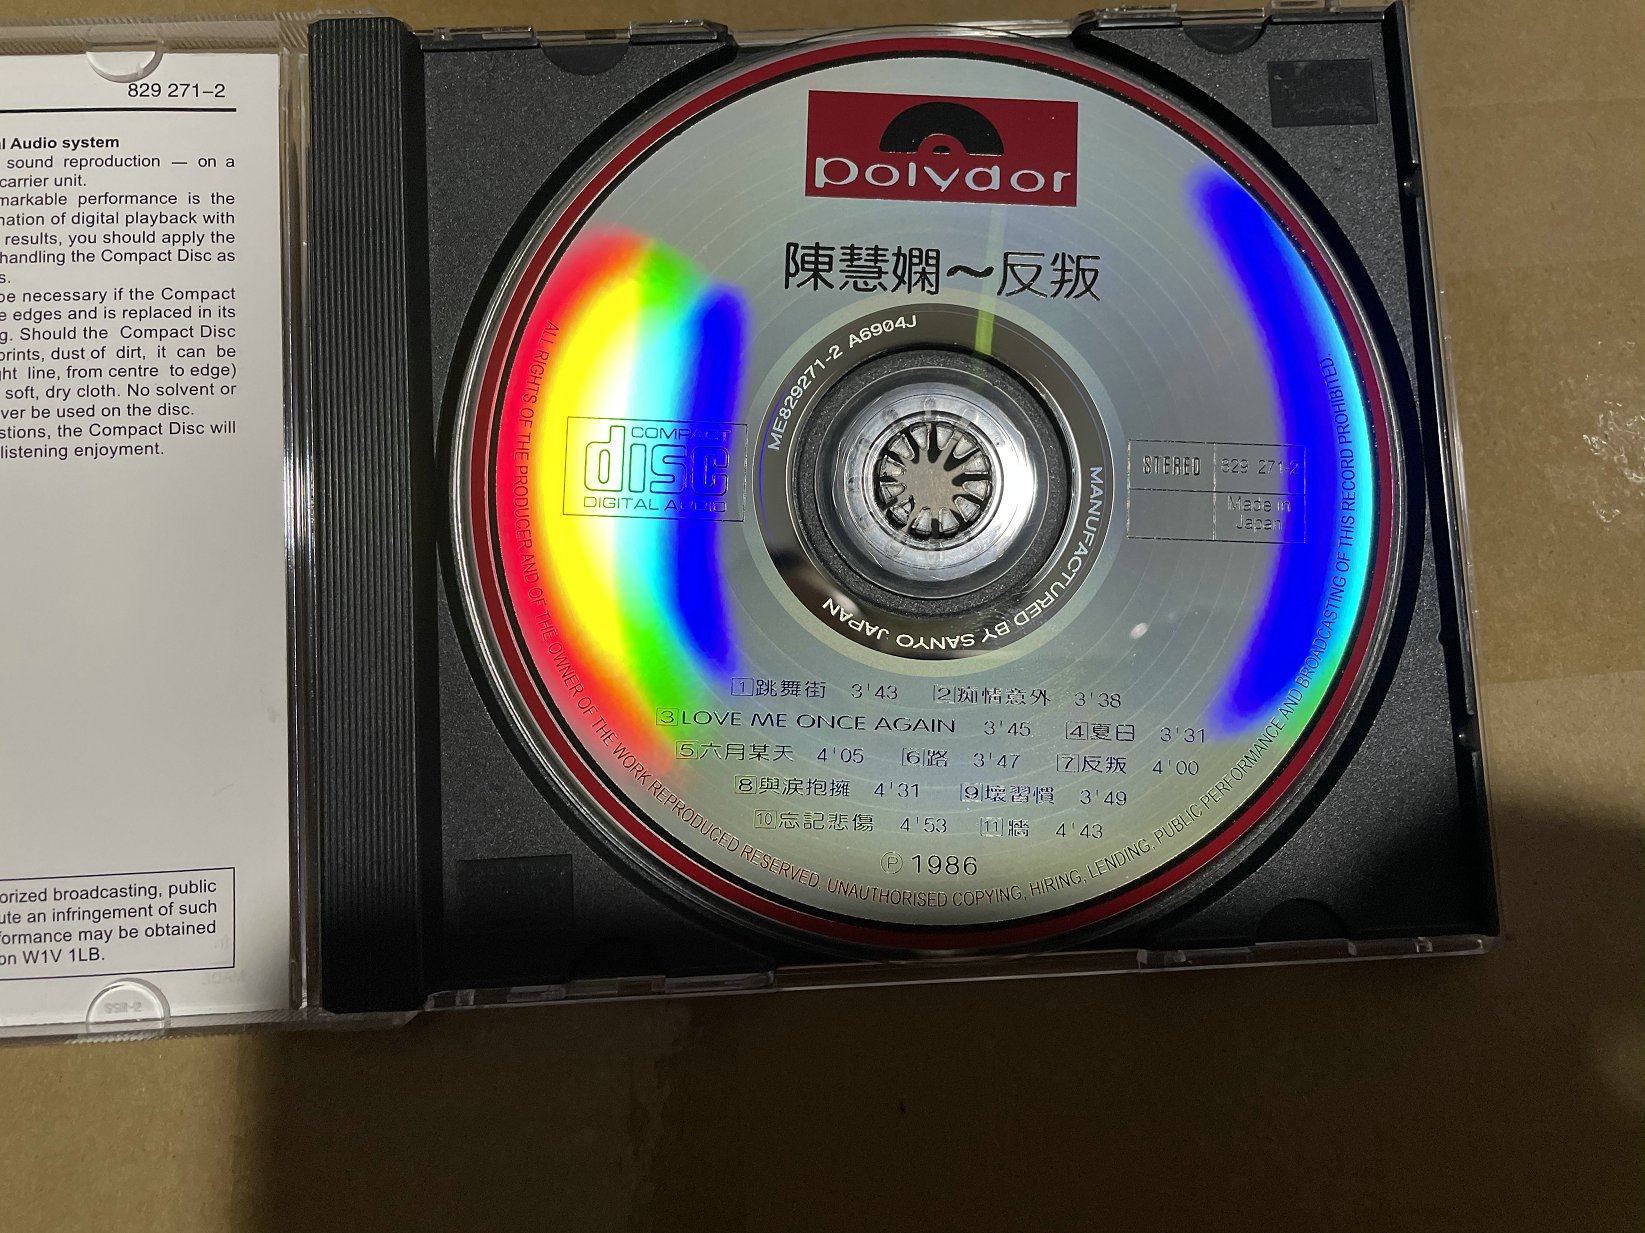 829 271-2
l Audio system
sound reproduction — on a
carrier unit.
markable performance is the
nation of digital playback with
results, you should apply the
handling the Compact Disc as
s.
be necessary if the Compact
e edges and is replaced in its
g. Should the Compact Disc
prints, dust of dirt, it can be
ht line, from centre to edge)
soft, dry cloth. No solvent or
ver be used on the disc.
stions, the Compact Disc will
listening enjoyment.
orized broadcasting, public
ute an infringement of such
formance may be obtained
on W1V 1LB.
polydor
陳慧嫻～反叛
ME829271-2 A6904J
MANUFACTURED BY SANYO JAPAN
COMPACT
disc
DIGITAL AUDIO
STEREO 829 271-2
Made in
Japan
1跳舞街 3'43 2痴情意外 3'38
3LOVE ME ONCE AGAIN 3'45 4夏日 3'31
5六月某天 4'05 6路 3'47 7反叛 4'00
8與淚抱擁 4'31 9壞習慣 3'49
10忘記悲傷 4'53 11牆 4'43
Ⓟ 1986
ALL RIGHTS OF THE PRODUCER AND OF THE OWNER OF THE WORK REPRODUCED RESERVED. UNAUTHORISED COPYING, HIRING, LENDING, PUBLIC PERFORMANCE AND BROADCASTING OF THIS RECORD PROHIBITED.